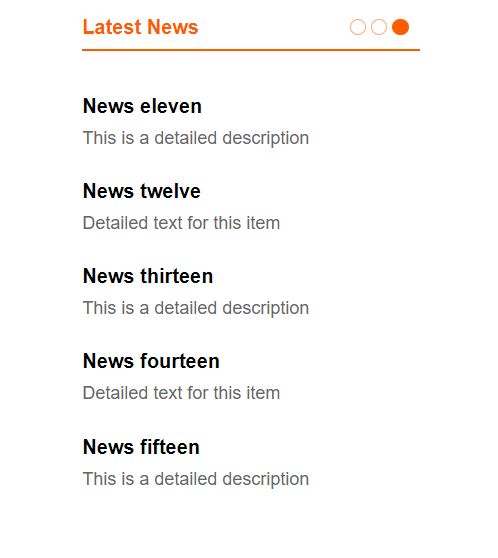 Latest News
News eleven
This is a detailed description
News twelve
Detailed text for this item
News thirteen
This is a detailed description
News fourteen
Detailed text for this item
News fifteen
This is a detailed description